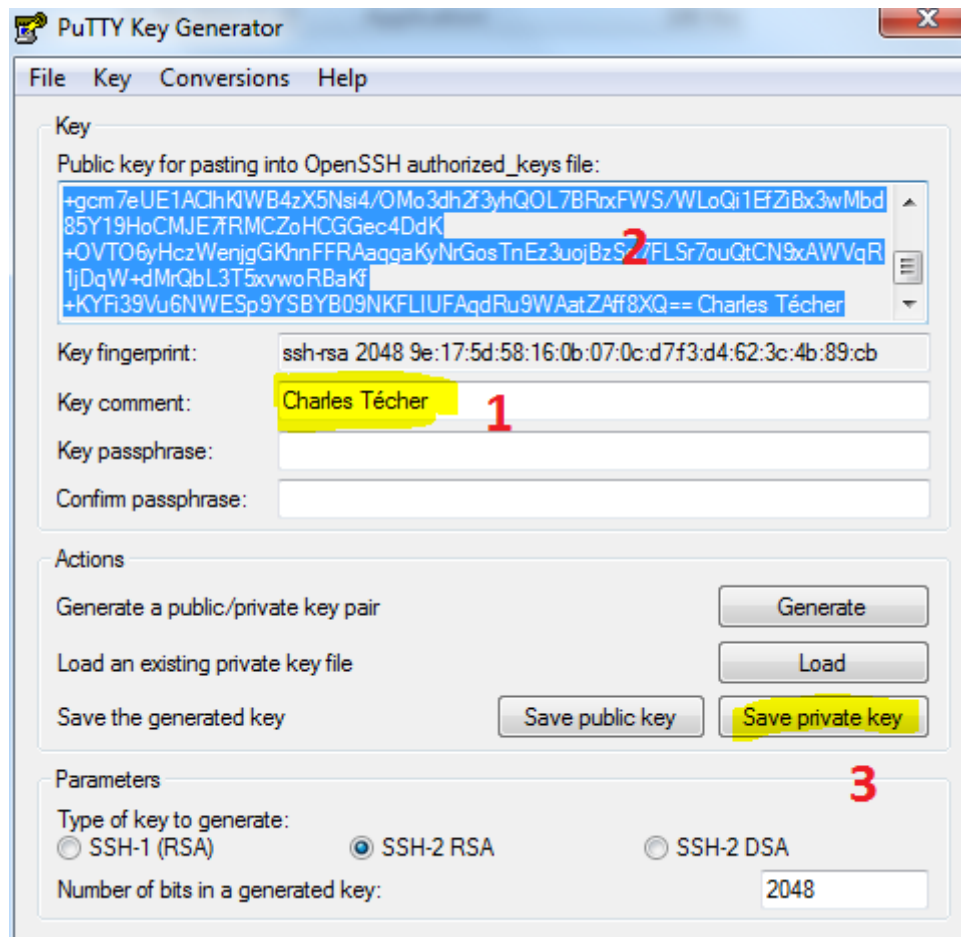 PuTTY Key Generator
X
File Key Conversions Help
Key
Public key for pasting into OpenSSH authorized_keys file:
+gcm7eUE1AClhKlWB4zX5Nsi4/OMo3dh2f3yhQOL7BRrxFWS/WLoQi1EfZiBx3wMbd
85Y19HoCMJE7fRMCZoHCGGec4DdK
+OVTO6yHczWenjgGKhnFFRAaqgaKyNrGosTnEz3uojBzS 7FLSr7ouQtCN9xAWVqR
2
1jDqW+dMrQbL3T5xvwoRBaKf
+KYFi39Vu6NWESp9YSBYB09NKFLIUFAqdRu9WAatZAff8XQ== Charles Técher
Key fingerprint: ssh-rsa 2048 9e:17:5d:58:16:0b:07:0c:d7:f3:d4:62:3c:4b:89:cb
Key comment: Charles Técher 1
Key passphrase:
Confirm passphrase:
Actions
Generate a public/private key pair Generate
Load an existing private key file Load
Save the generated key Save public key Save private key
3
Parameters
Type of key to generate:
SSH-1 (RSA) SSH-2 RSA SSH-2 DSA
Number of bits in a generated key: 2048